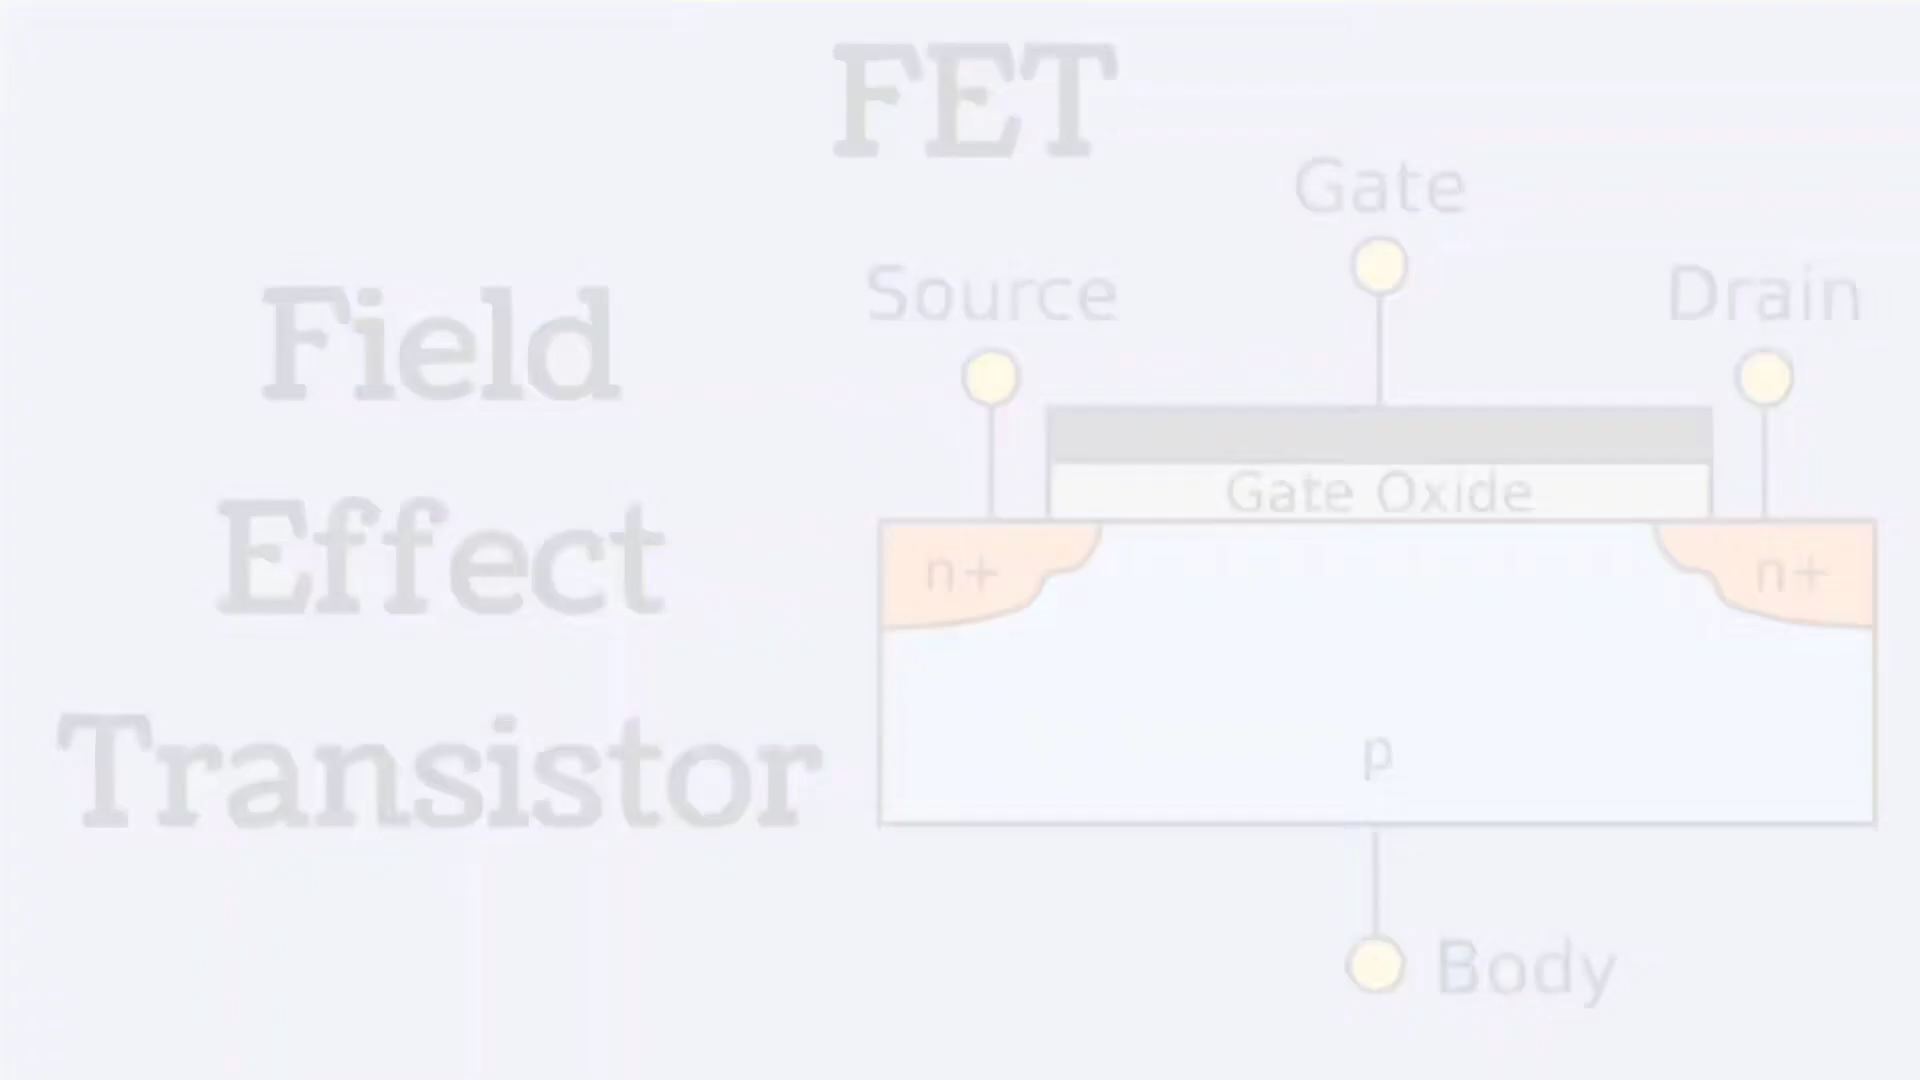 FET
Field
Effect
Transistor
Gate
Source
Drain
Gate Oxide
n+
n+
p
Body